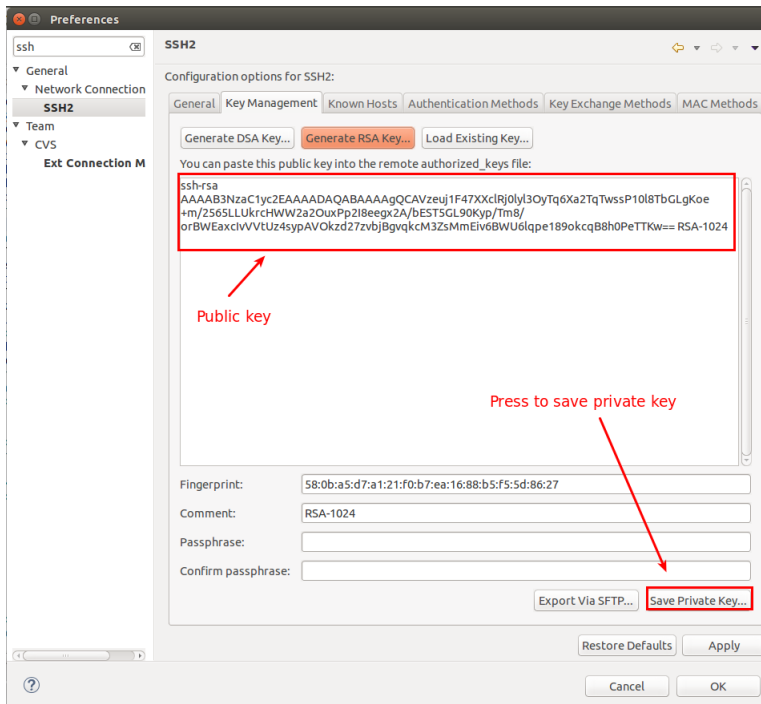 Preferences
ssh
SSH2
General
Network Connection
SSH2
Team
CVS
Ext Connection M
Configuration options for SSH2:
General Key Management Known Hosts Authentication Methods Key Exchange Methods MAC Methods
Generate DSA Key... Generate RSA Key... Load Existing Key...
You can paste this public key into the remote authorized_keys file:
ssh-rsa
AAAAB3NzaC1yc2EAAAADAQABAAAAgQCAVzeuj1F47XXclRj0lyl3OyTq6Xa2TqTwssP10l8TbGLgKoe
+m/2565LLUkrcHWW2a2OuxPp2I8eegx2A/bEST5GL90Kyp/Tm8/
orBWEaxcIvVVtUz4sypAVOkzd27zvbjBgvqkcM3ZsMmEiv6BWU6lqpe189okcqB8h0PeTTKw== RSA-1024
Public key
Press to save private key
Fingerprint: 58:0b:a5:d7:a1:21:f0:b7:ea:16:88:b5:f5:5d:86:27
Comment: RSA-1024
Passphrase:
Confirm passphrase:
Export Via SFTP... Save Private Key...
Restore Defaults Apply
Cancel OK